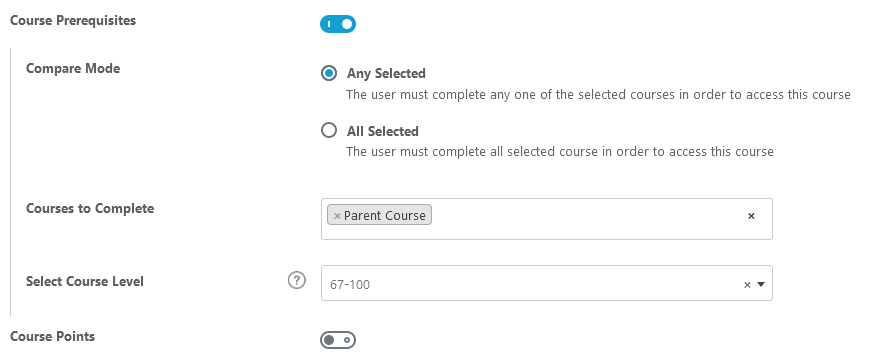 Course Prerequisites
Compare Mode
Any Selected
The user must complete any one of the selected courses in order to access this course
All Selected
The user must complete all selected course in order to access this course
Courses to Complete
× Parent Course ×
Select Course Level ?
67-100 ×
Course Points